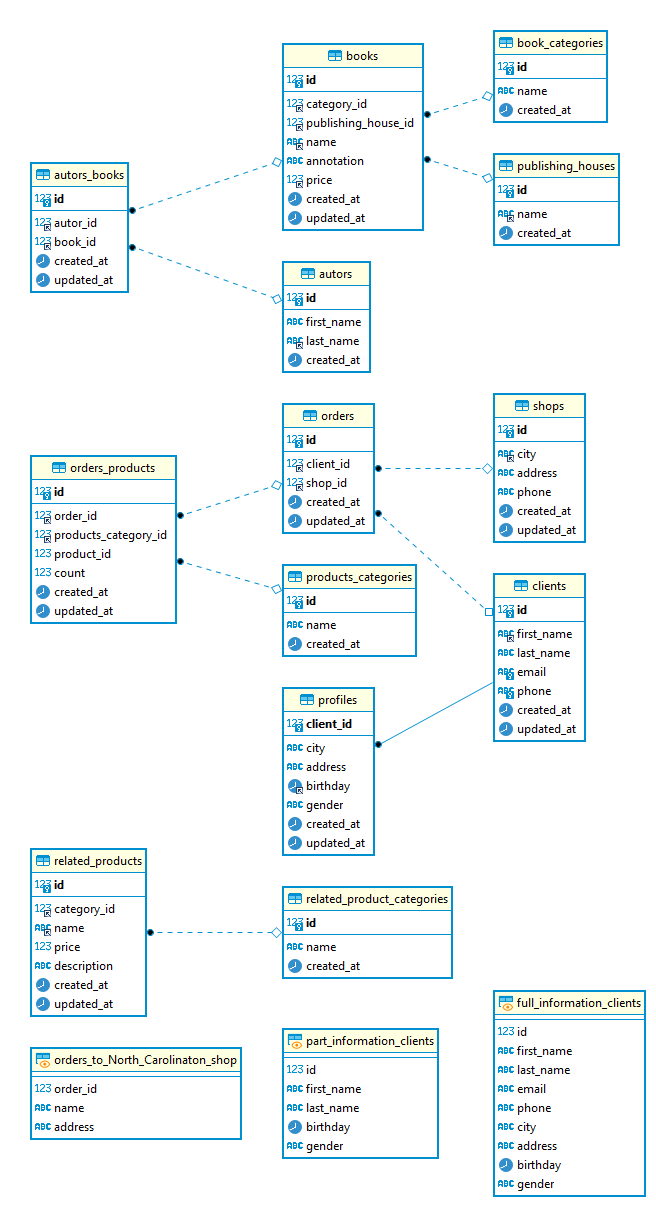 books
123 id
123 category_id
123 publishing_house_id
ABC name
ABC annotation
123 price
created_at
updated_at
book_categories
123 id
ABC name
created_at
publishing_houses
123 id
ABC name
created_at
autors_books
123 id
123 autor_id
123 book_id
created_at
updated_at
autors
123 id
ABC first_name
ABC last_name
created_at
orders
123 id
123 client_id
123 shop_id
created_at
updated_at
shops
123 id
ABC city
ABC address
ABC phone
created_at
updated_at
orders_products
123 id
123 order_id
123 products_category_id
123 product_id
123 count
created_at
updated_at
products_categories
123 id
ABC name
created_at
clients
123 id
ABC first_name
ABC last_name
ABC email
ABC phone
created_at
updated_at
profiles
123 client_id
ABC city
ABC address
birthday
ABC gender
created_at
updated_at
related_products
123 id
123 category_id
ABC name
123 price
ABC description
created_at
updated_at
related_product_categories
123 id
ABC name
created_at
full_information_clients
123 id
ABC first_name
ABC last_name
ABC email
ABC phone
ABC city
ABC address
birthday
ABC gender
part_information_clients
123 id
ABC first_name
ABC last_name
birthday
ABC gender
orders_to_North_Carolinaton_shop
123 order_id
ABC name
ABC address